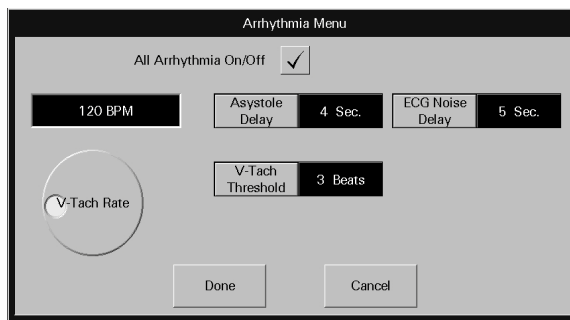 Arrhythmia Menu
All Arrhythmia On/Off
120 BPM
Asystole
Delay
4 Sec.
ECG Noise
Delay
5 Sec.
V-Tach Rate
V-Tach
Threshold
3 Beats
Done
Cancel